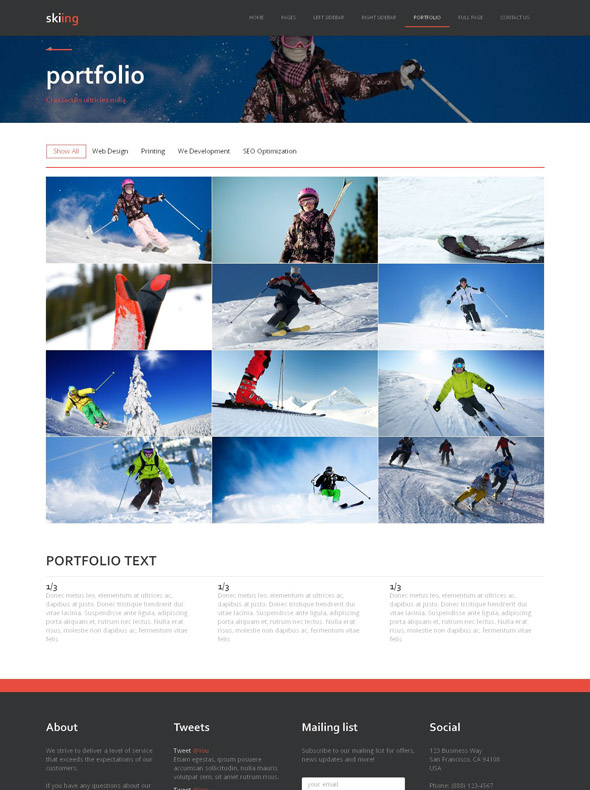 skiing
HOME PAGES LEFT SIDEBAR RIGHT SIDEBAR PORTFOLIO FULL PAGE CONTACT US
portfolio
Cras iaculis ultricies nulla
Show All Web Design Printing We Development SEO Optimization
PORTFOLIO TEXT
1/3
Donec metus leo, elementum at ultrices ac,
dapibus at justo. Donec tristique hendrerit dui
vitae lacinia. Suspendisse ante ligula, adipiscing
porta aliquam et, rutrum nec lectus. Nulla erat
risus, molestie non dapibus ac, fermentum vitae
felis
1/3
Donec metus leo, elementum at ultrices ac,
dapibus at justo. Donec tristique hendrerit dui
vitae lacinia. Suspendisse ante ligula, adipiscing
porta aliquam et, rutrum nec lectus. Nulla erat
risus, molestie non dapibus ac, fermentum vitae
felis
1/3
Donec metus leo, elementum at ultrices ac,
dapibus at justo. Donec tristique hendrerit dui
vitae lacinia. Suspendisse ante ligula, adipiscing
porta aliquam et, rutrum nec lectus. Nulla erat
risus, molestie non dapibus ac, fermentum vitae
felis
About
We strive to deliver a level of service
that exceeds the expectations of our
customers.
If you have any questions about our
Tweets
Tweet @You
Etiam egestas, ipsum posuere
accumsan sollicitudin, nulla mauris
volutpat sem, sit amet rutrum risus.
Tweet @You
Mailing list
Subscribe to our mailing list for offers,
news updates and more!
your email
Social
123 Business Way
San Francisco, CA 94108
USA
Phone: (888) 123-4567